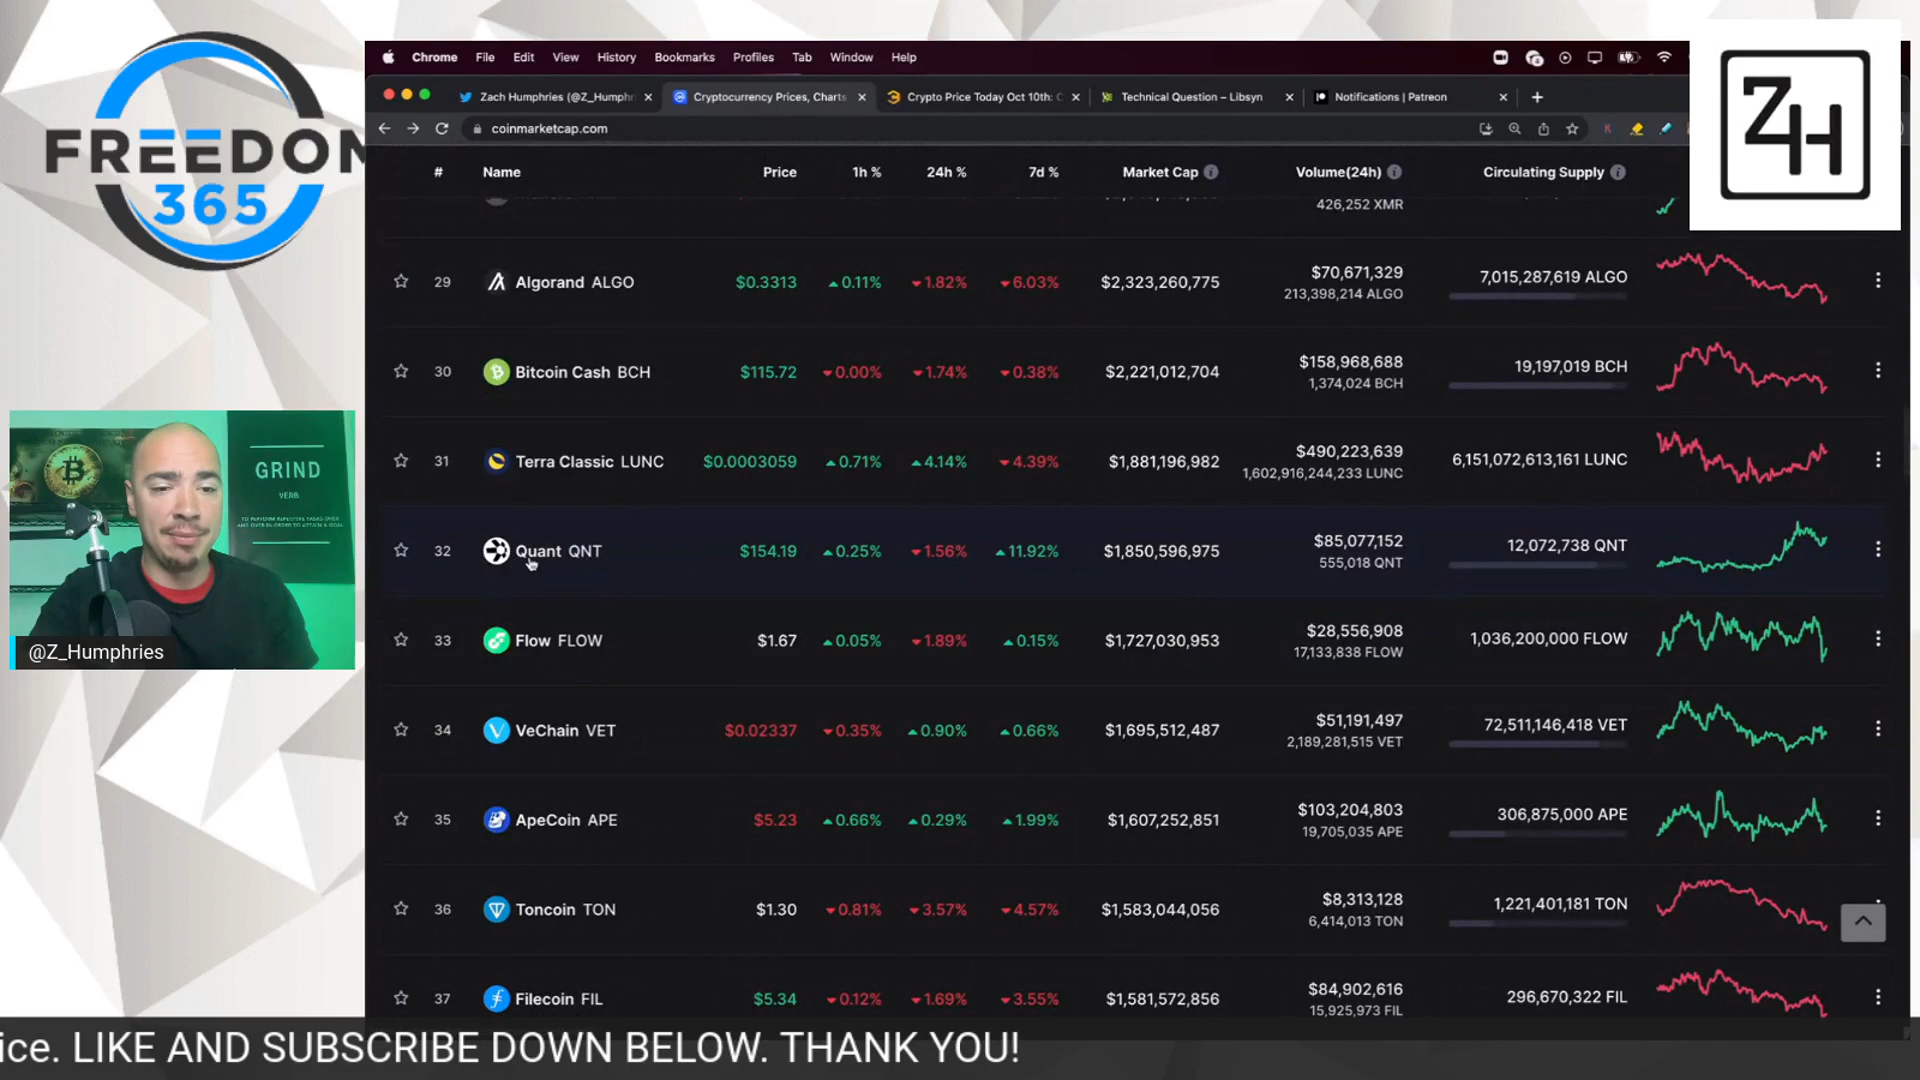 FREEDOM
365
Chrome File Edit View History Bookmarks Profiles Tab Window Help
Zach Humphries (@Z_Humphr
Cryptocurrency Prices, Charts
Crypto Price Today Oct 10th: C
Technical Question – Libsyn
Notifications | Patreon
coinmarketcap.com
ZH
# Name Price 1h % 24h % 7d % Market Cap Volume(24h) Circulating Supply
426,252 XMR
29 Algorand ALGO $0.3313 0.11% 1.82% 6.03% $2,323,260,775 $70,671,329 7,015,287,619 ALGO
213,398,214 ALGO
30 Bitcoin Cash BCH $115.72 0.00% 1.74% 0.38% $2,221,012,704 $158,968,688 19,197,019 BCH
1,374,024 BCH
31 Terra Classic LUNC $0.0003059 0.71% 4.14% 4.39% $1,881,196,982 $490,223,639 6,151,072,613,161 LUNC
1,602,916,244,233 LUNC
32 Quant QNT $154.19 0.25% 1.56% 11.92% $1,850,596,975 $85,077,152 12,072,738 QNT
555,018 QNT
33 Flow FLOW $1.67 0.05% 1.89% 0.15% $1,727,030,953 $28,556,908 1,036,200,000 FLOW
17,133,838 FLOW
34 VeChain VET $0.02337 0.35% 0.90% 0.66% $1,695,512,487 $51,191,497 72,511,146,418 VET
2,189,281,515 VET
35 ApeCoin APE $5.23 0.66% 0.29% 1.99% $1,607,252,851 $103,204,803 306,875,000 APE
19,705,035 APE
36 Toncoin TON $1.30 0.81% 3.57% 4.57% $1,583,044,056 $8,313,128 1,221,401,181 TON
6,414,013 TON
37 Filecoin FIL $5.34 0.12% 1.69% 3.55% $1,581,572,856 $84,902,616 296,670,322 FIL
15,925,973 FIL
GRIND
VERB
TO PERFORM REPETITIVE TASKS OVER
AND OVER IN ORDER TO ATTAIN A GOAL
@Z_Humphries
ice. LIKE AND SUBSCRIBE DOWN BELOW. THANK YOU!